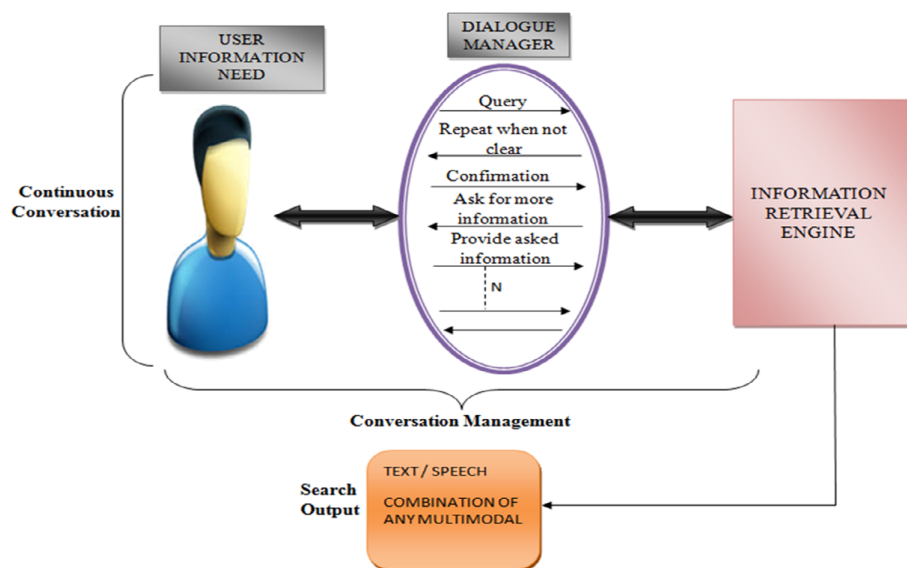 USER
INFORMATION
NEED
DIALOGUE
MANAGER
Query
Repeat when not
clear
Confirmation
Ask for more
information
Provide asked
information
N
Continuous
Conversation
INFORMATION
RETRIEVAL
ENGINE
Conversation Management
Search
Output
TEXT / SPEECH
COMBINATION OF
ANY MULTIMODAL